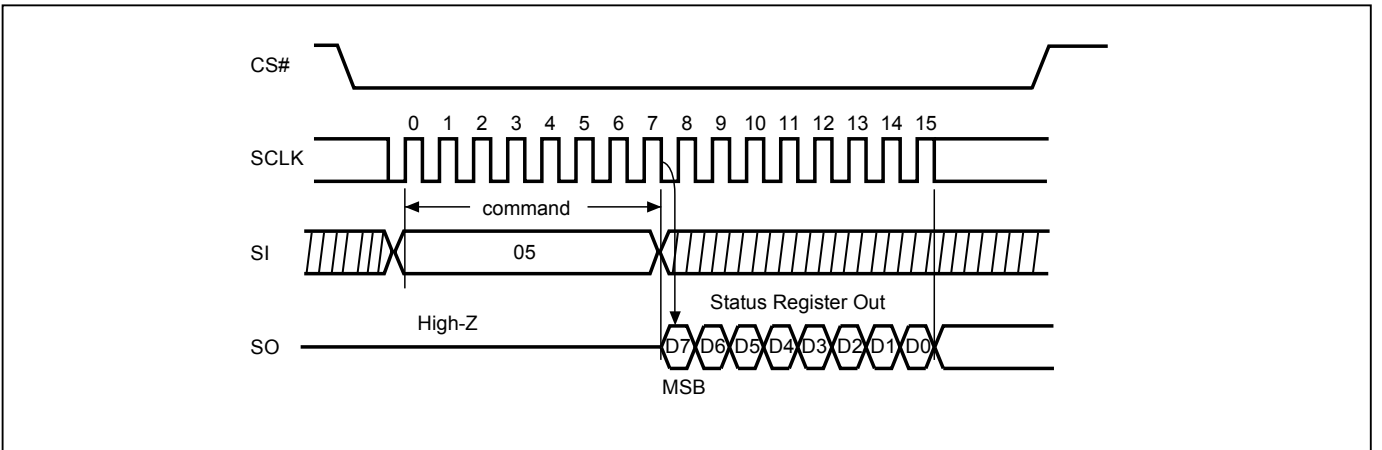 CS#
0 1 2 3 4 5 6 7 8 9 10 11 12 13 14 15
SCLK
command
SI
05
Status Register Out
High-Z
SO
D7 D6 D5 D4 D3 D2 D1 D0
MSB